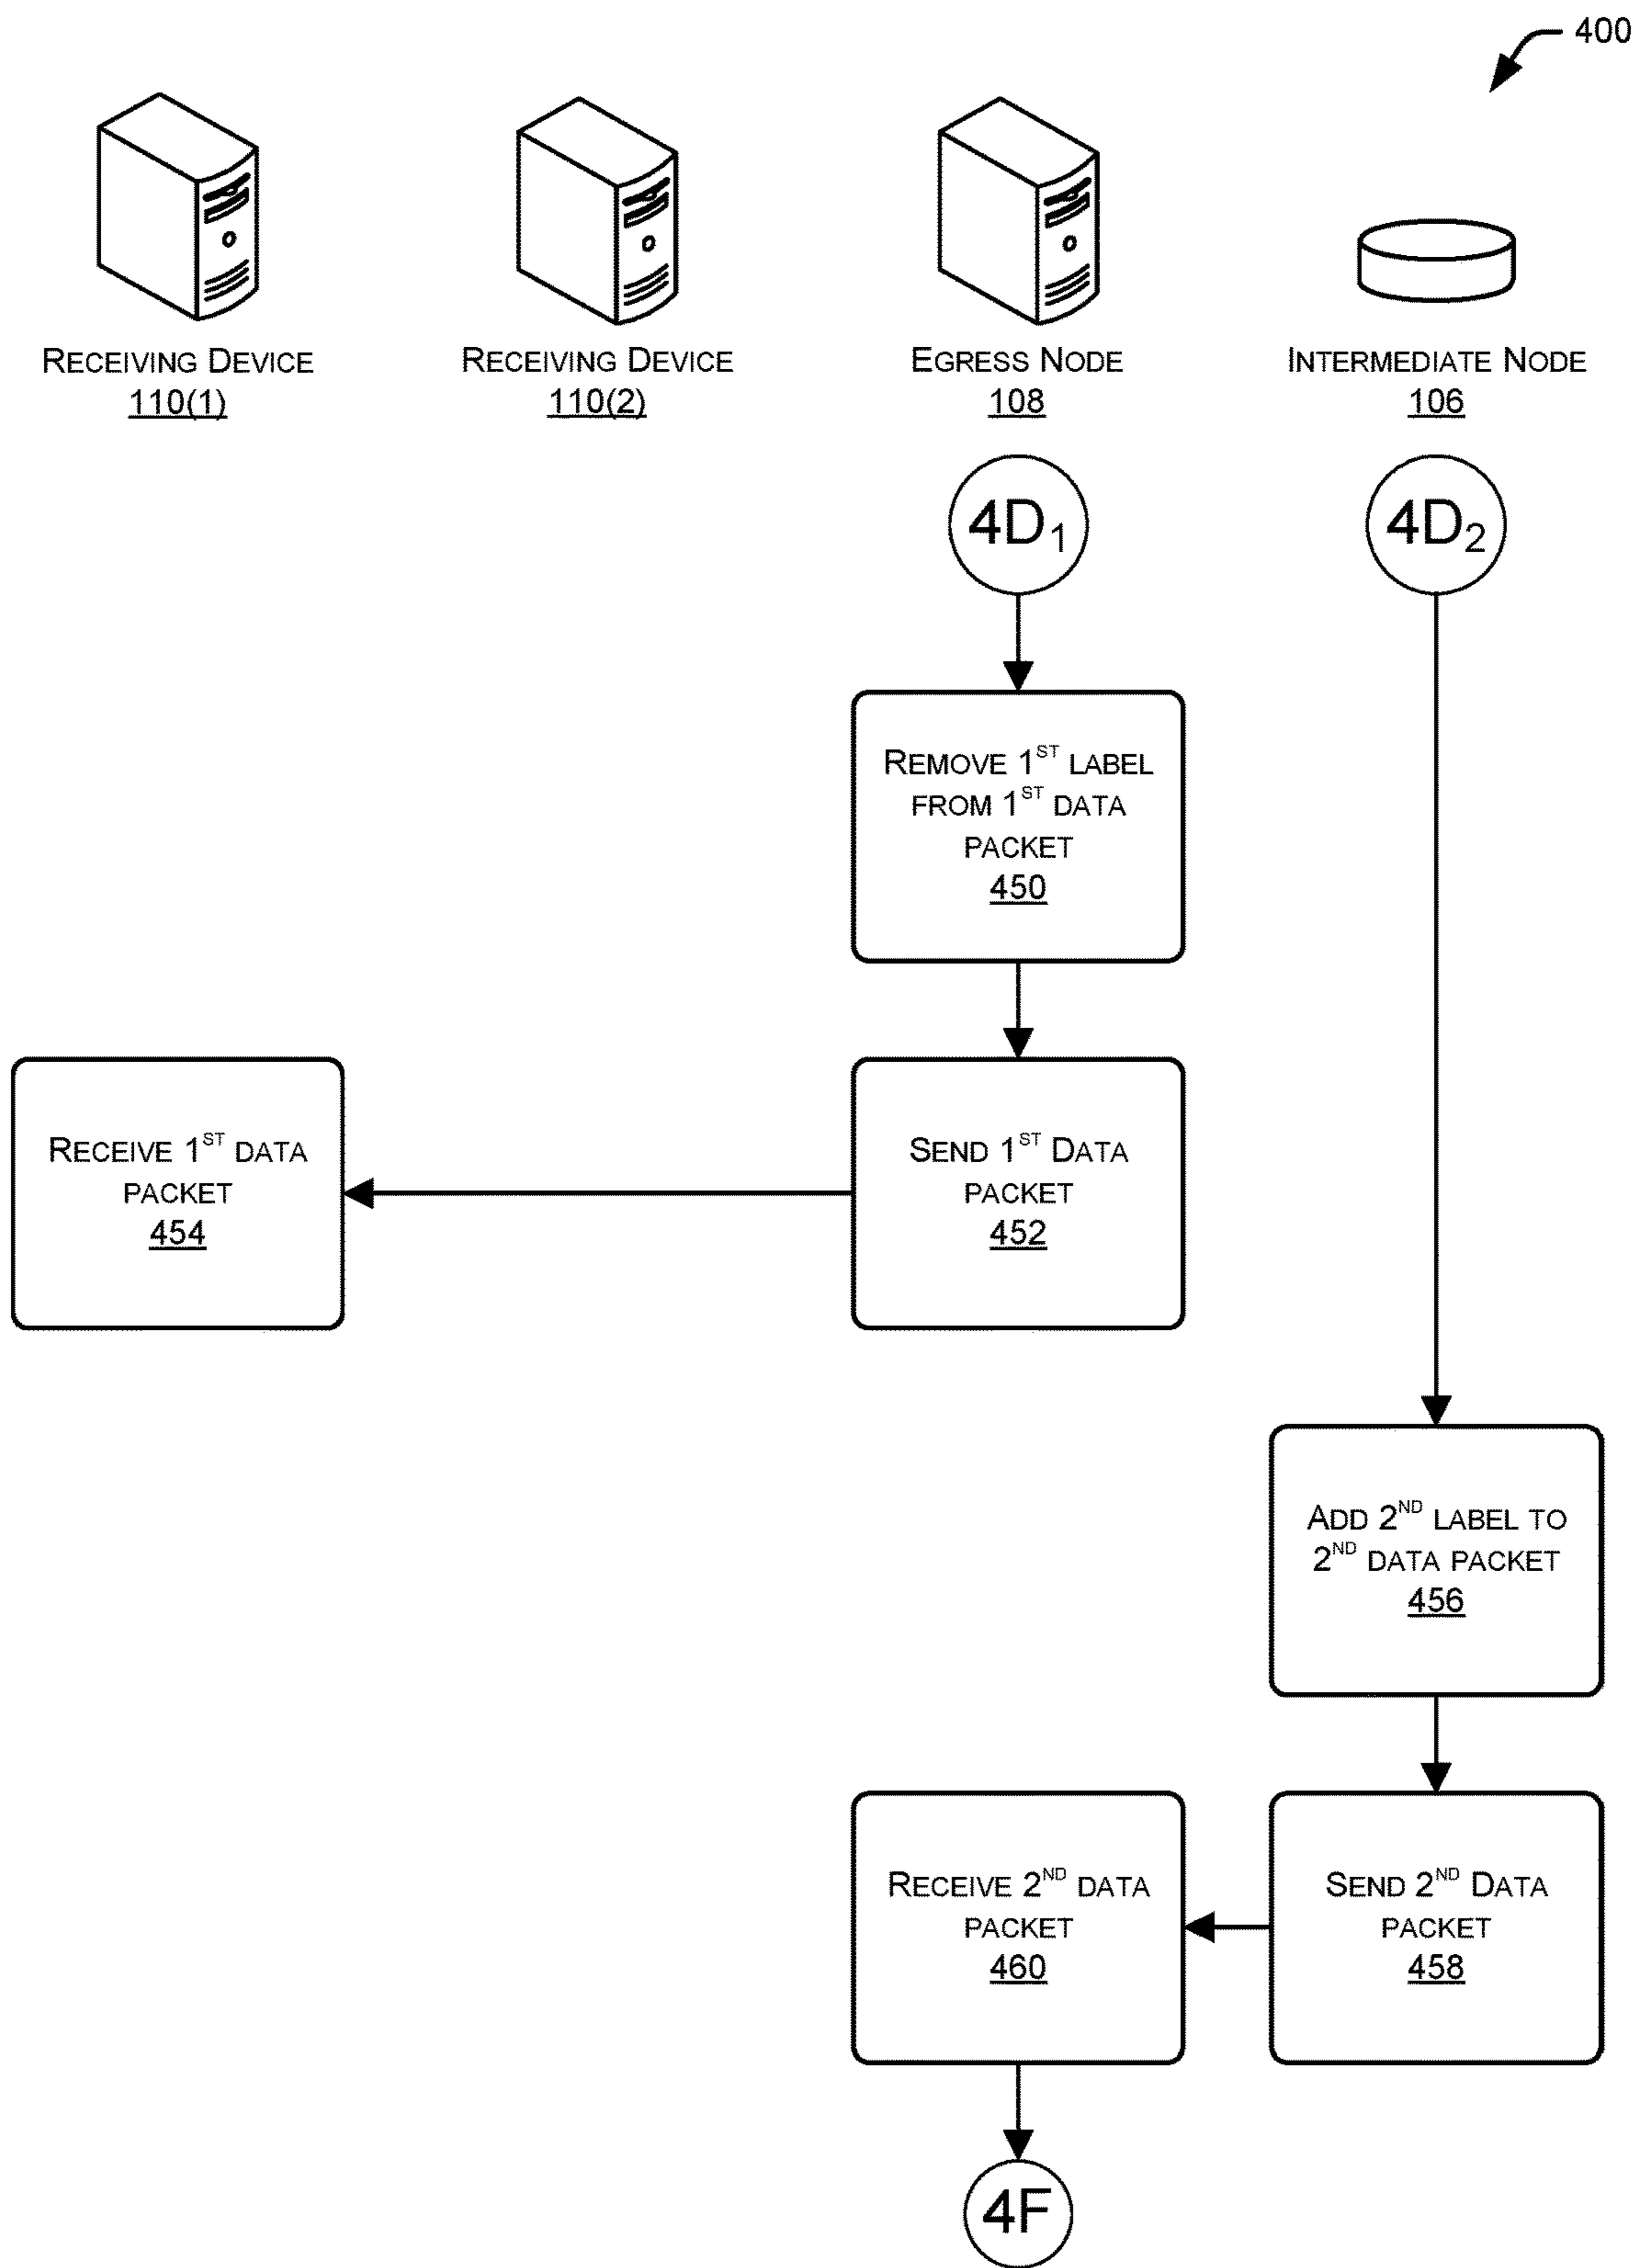 400
RECEIVING DEVICE
110(1)
RECEIVING DEVICE
110(2)
EGRESS NODE
108
INTERMEDIATE NODE
106
4D1
4D2
REMOVE 1ST LABEL
FROM 1ST DATA
PACKET
450
RECEIVE 1ST DATA
PACKET
454
SEND 1ST DATA
PACKET
452
ADD 2ND LABEL TO
2ND DATA PACKET
456
RECEIVE 2ND DATA
PACKET
460
SEND 2ND DATA
PACKET
458
4F